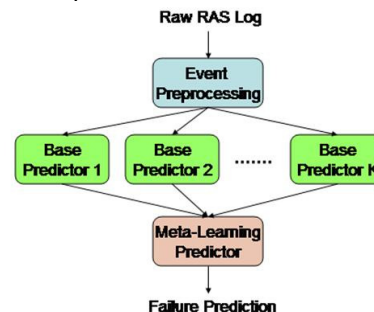 Raw RAS Log
Event
Preprocessing
Base
Predictor 1
Base
Predictor 2
.......
Base
Predictor K
Meta-Learning
Predictor
Failure Prediction